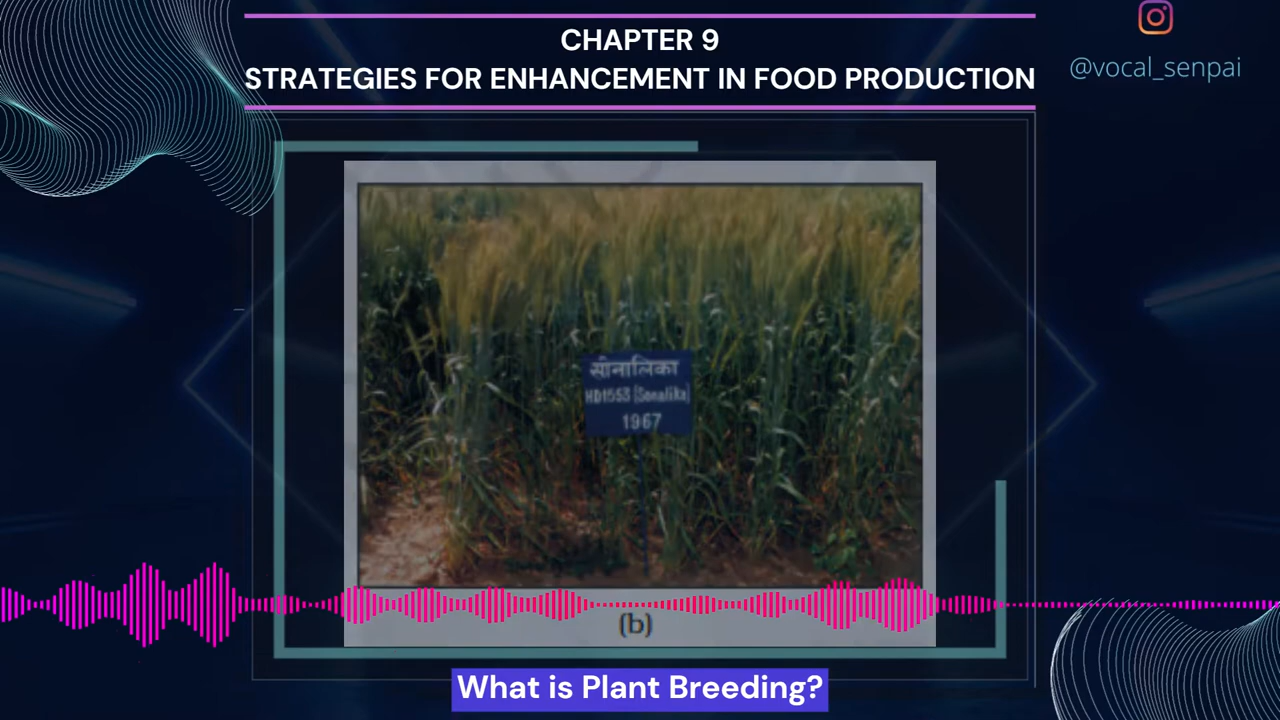 CHAPTER 9
STRATEGIES FOR ENHANCEMENT IN FOOD PRODUCTION
@vocal_senpai
सोनालिका
HD1553 (Sonalika)
1967
(b)
What is Plant Breeding?